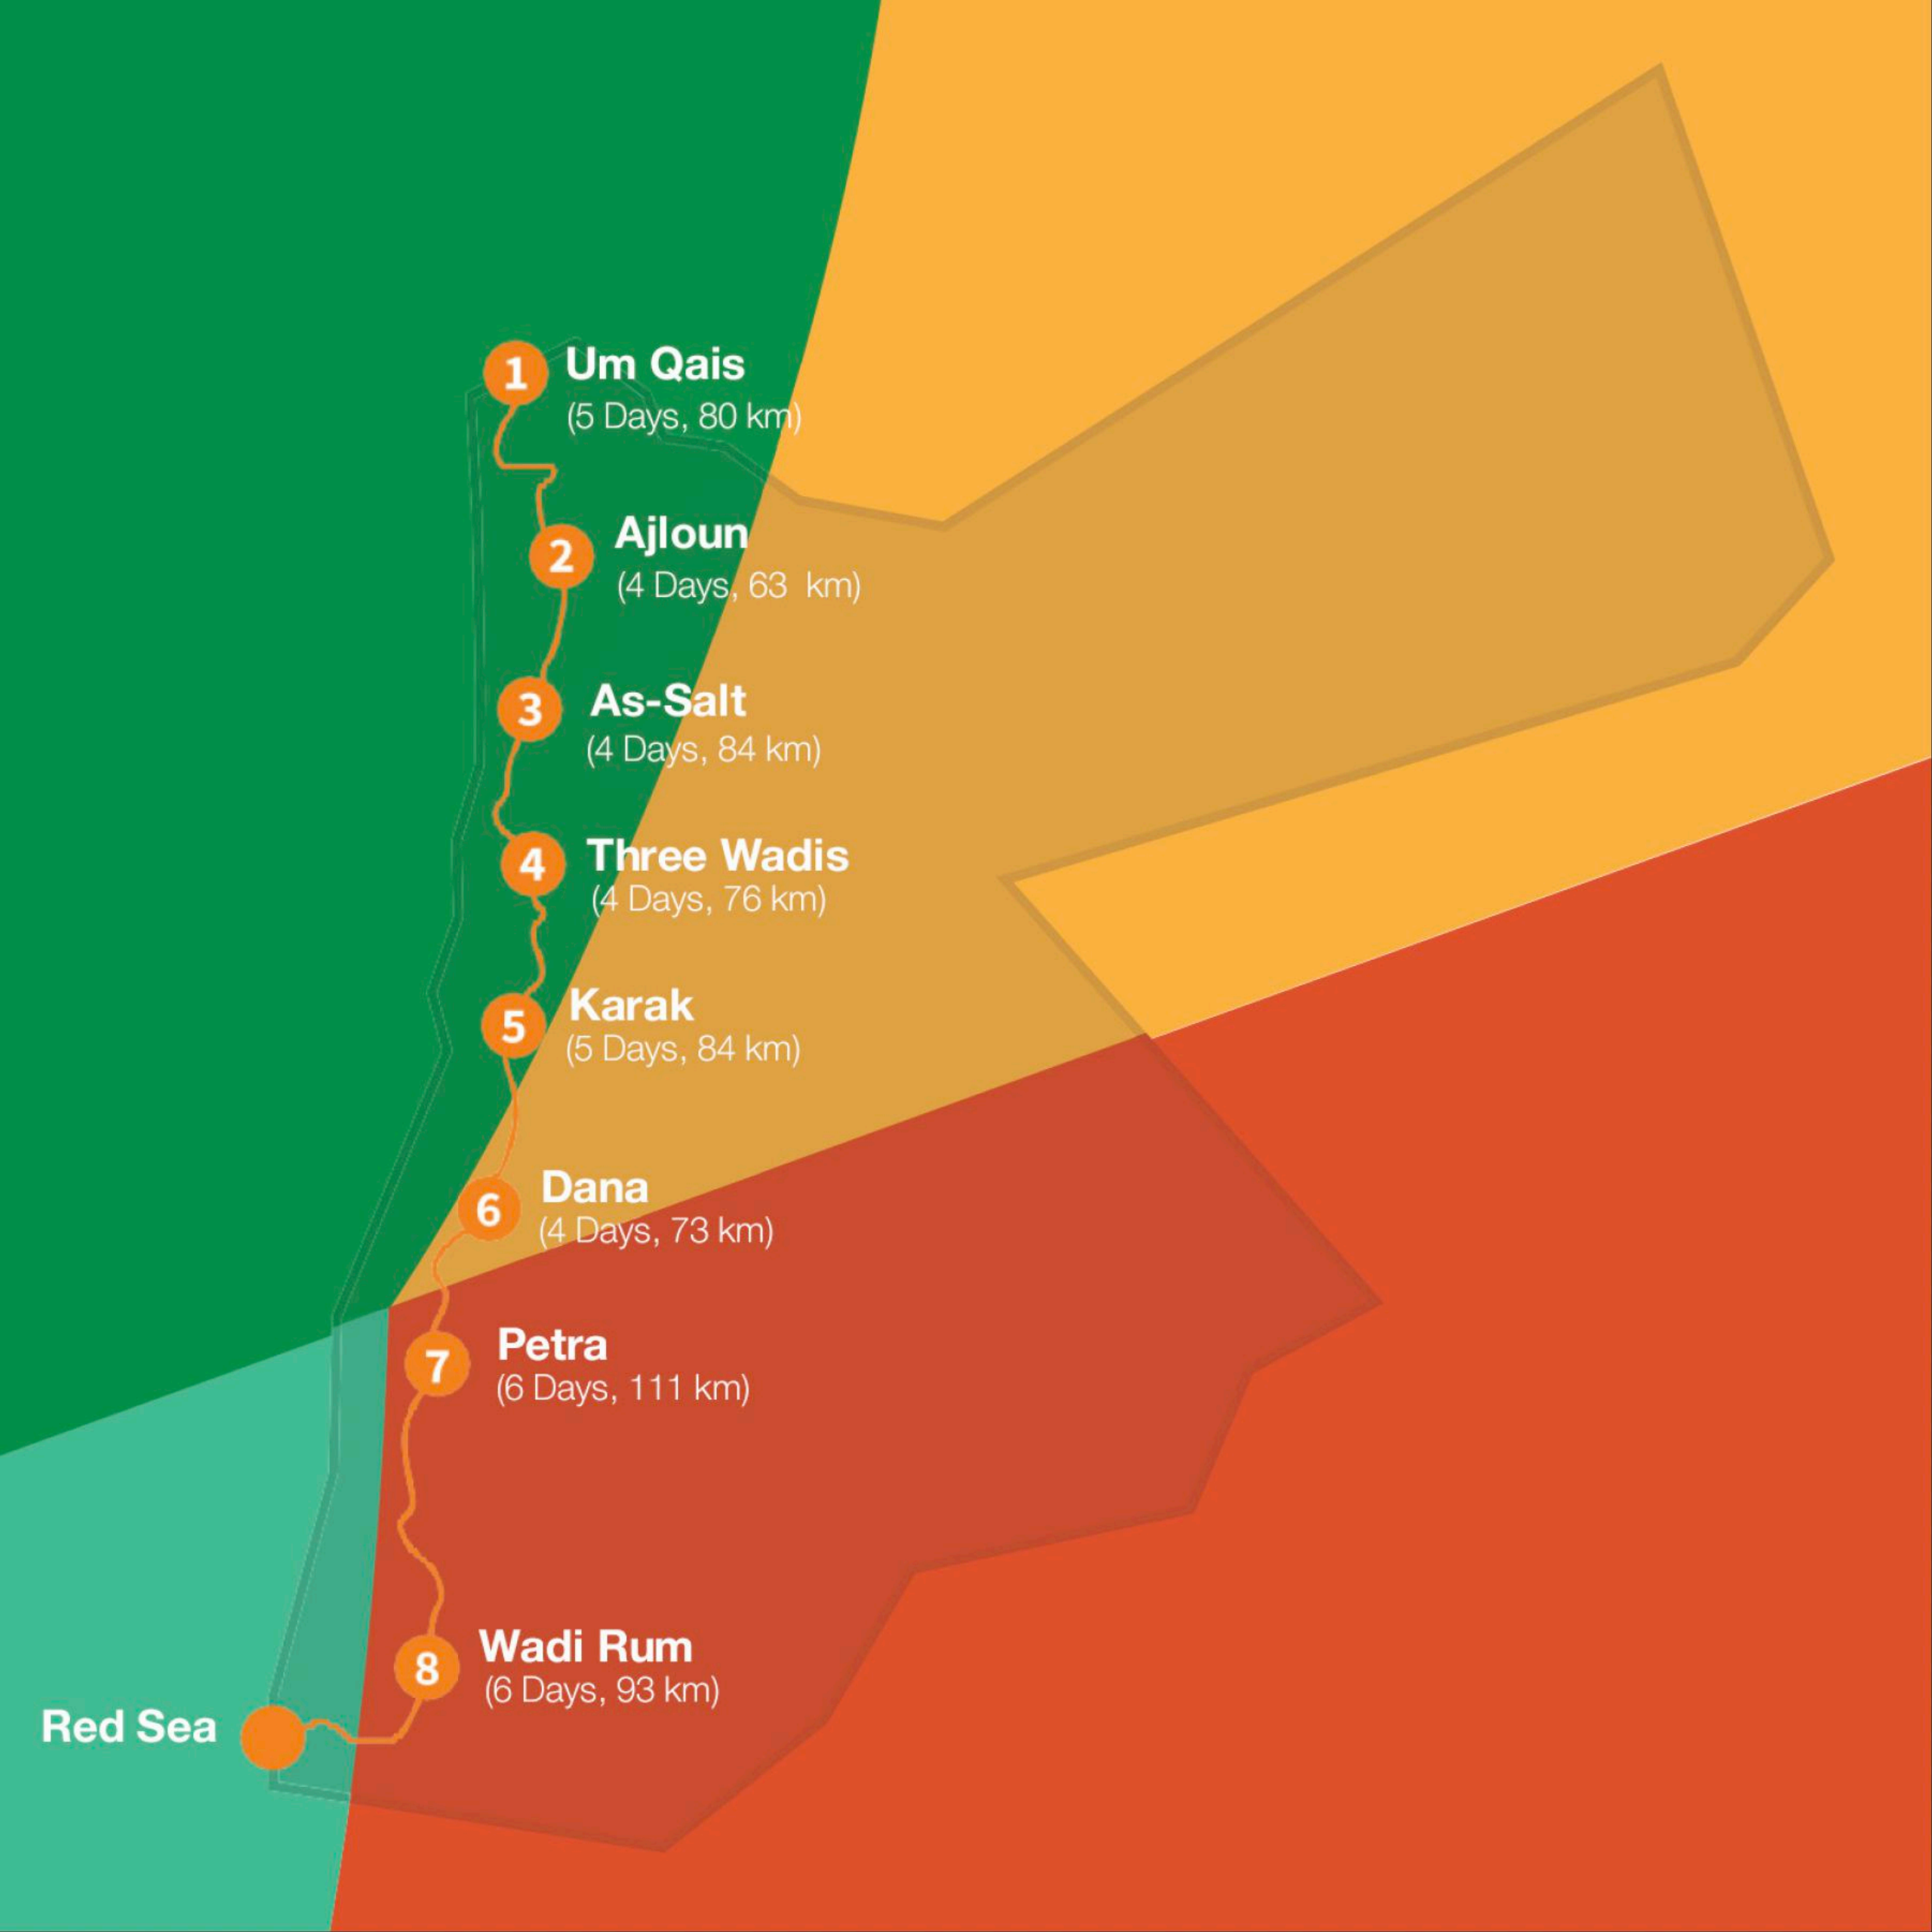 1
Um Qais
(5 Days, 80 km)
2
Ajloun
(4 Days, 63 km)
3
As-Salt
(4 Days, 84 km)
4
Three Wadis
(4 Days, 76 km)
5
Karak
(5 Days, 84 km)
6
Dana
(4 Days, 73 km)
7
Petra
(6 Days, 111 km)
8
Wadi Rum
(6 Days, 93 km)
Red Sea